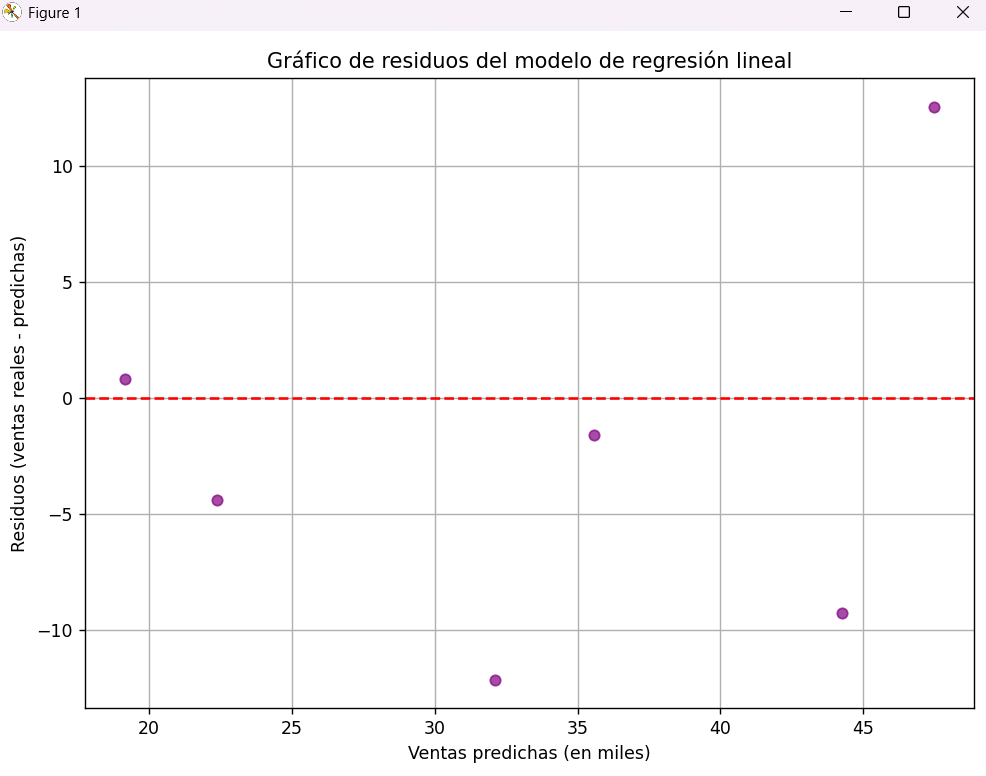 Figure 1
Gráfico de residuos del modelo de regresión lineal
10
5
0
−5
−10
Residuos (ventas reales - predichas)
20 25 30 35 40 45
Ventas predichas (en miles)